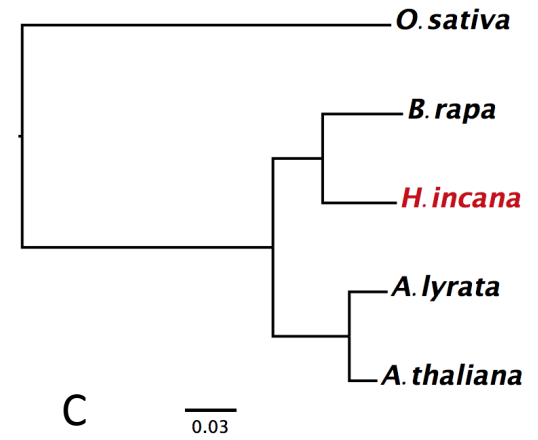 O. sativa
B. rapa
H. incana
A. lyrata
A. thaliana
C
0.03